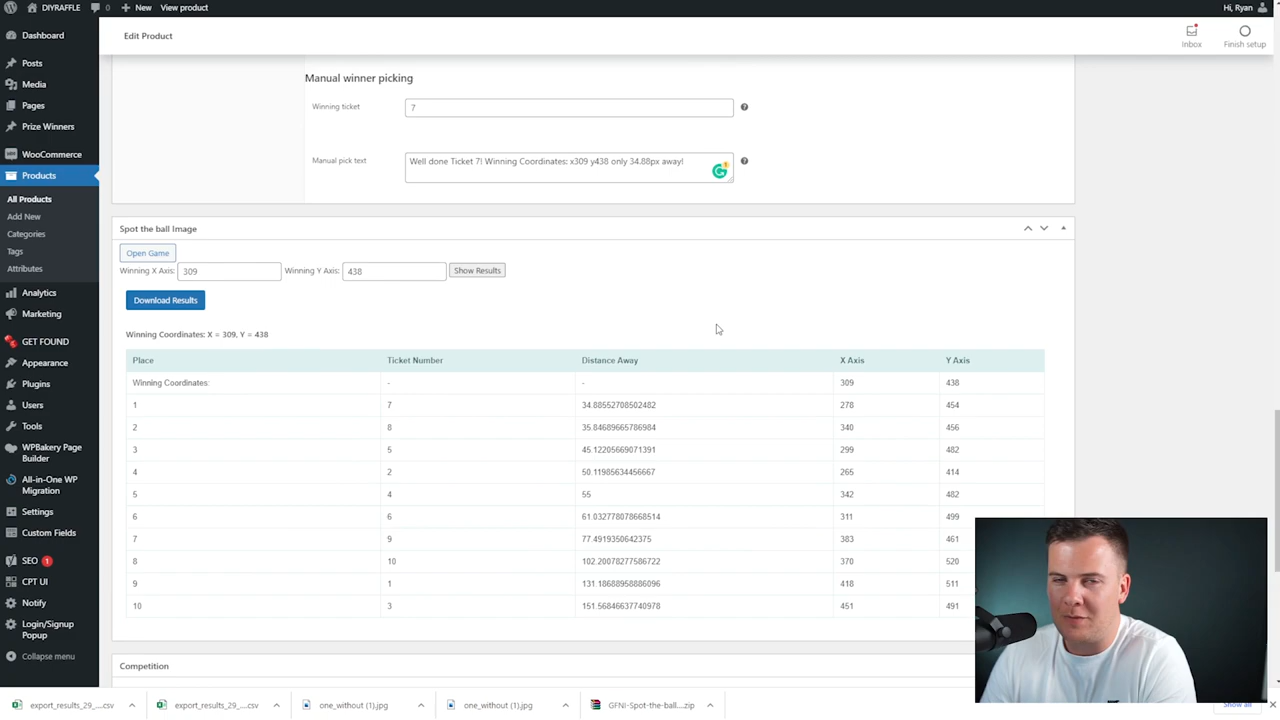 DIYRAFFLE 0 New View product Hi, Ryan
Edit Product
Inbox
Finish setup
Dashboard
Posts
Media
Pages
Prize Winners
WooCommerce
Products
All Products
Add New
Categories
Tags
Attributes
Analytics
Marketing
GET FOUND
Appearance
Plugins
Users
Tools
WPBakery Page
Builder
All-in-One WP
Migration
Settings
Custom Fields
SEO 1
CPT UI
Notify
Login/Signup
Popup
Collapse menu
Manual winner picking
Winning ticket 7
Manual pick text Well done Ticket 7! Winning Coordinates: x309 y438 only 34.88px away!
Spot the ball Image
Open Game
Winning X Axis: 309 Winning Y Axis: 438 Show Results
Download Results
Winning Coordinates: X = 309, Y = 438
Place Ticket Number Distance Away X Axis Y Axis
Winning Coordinates: - - 309 438
1 7 34.88552708502482 278 454
2 8 35.84689665786984 340 456
3 5 45.12205669071391 299 482
4 2 50.11985634456667 265 414
5 4 55 342 482
6 6 61.032778078668514 311 499
7 9 77.4919350642375 383 461
8 10 102.20078277586722 370 520
9 1 131.18688958886096 418 511
10 3 151.56846637740978 451 491
Competition
export_results_29_....csv export_results_29_....csv one_without (1).jpg one_without (1).jpg GFNI-Spot-the-ball....zip Show all